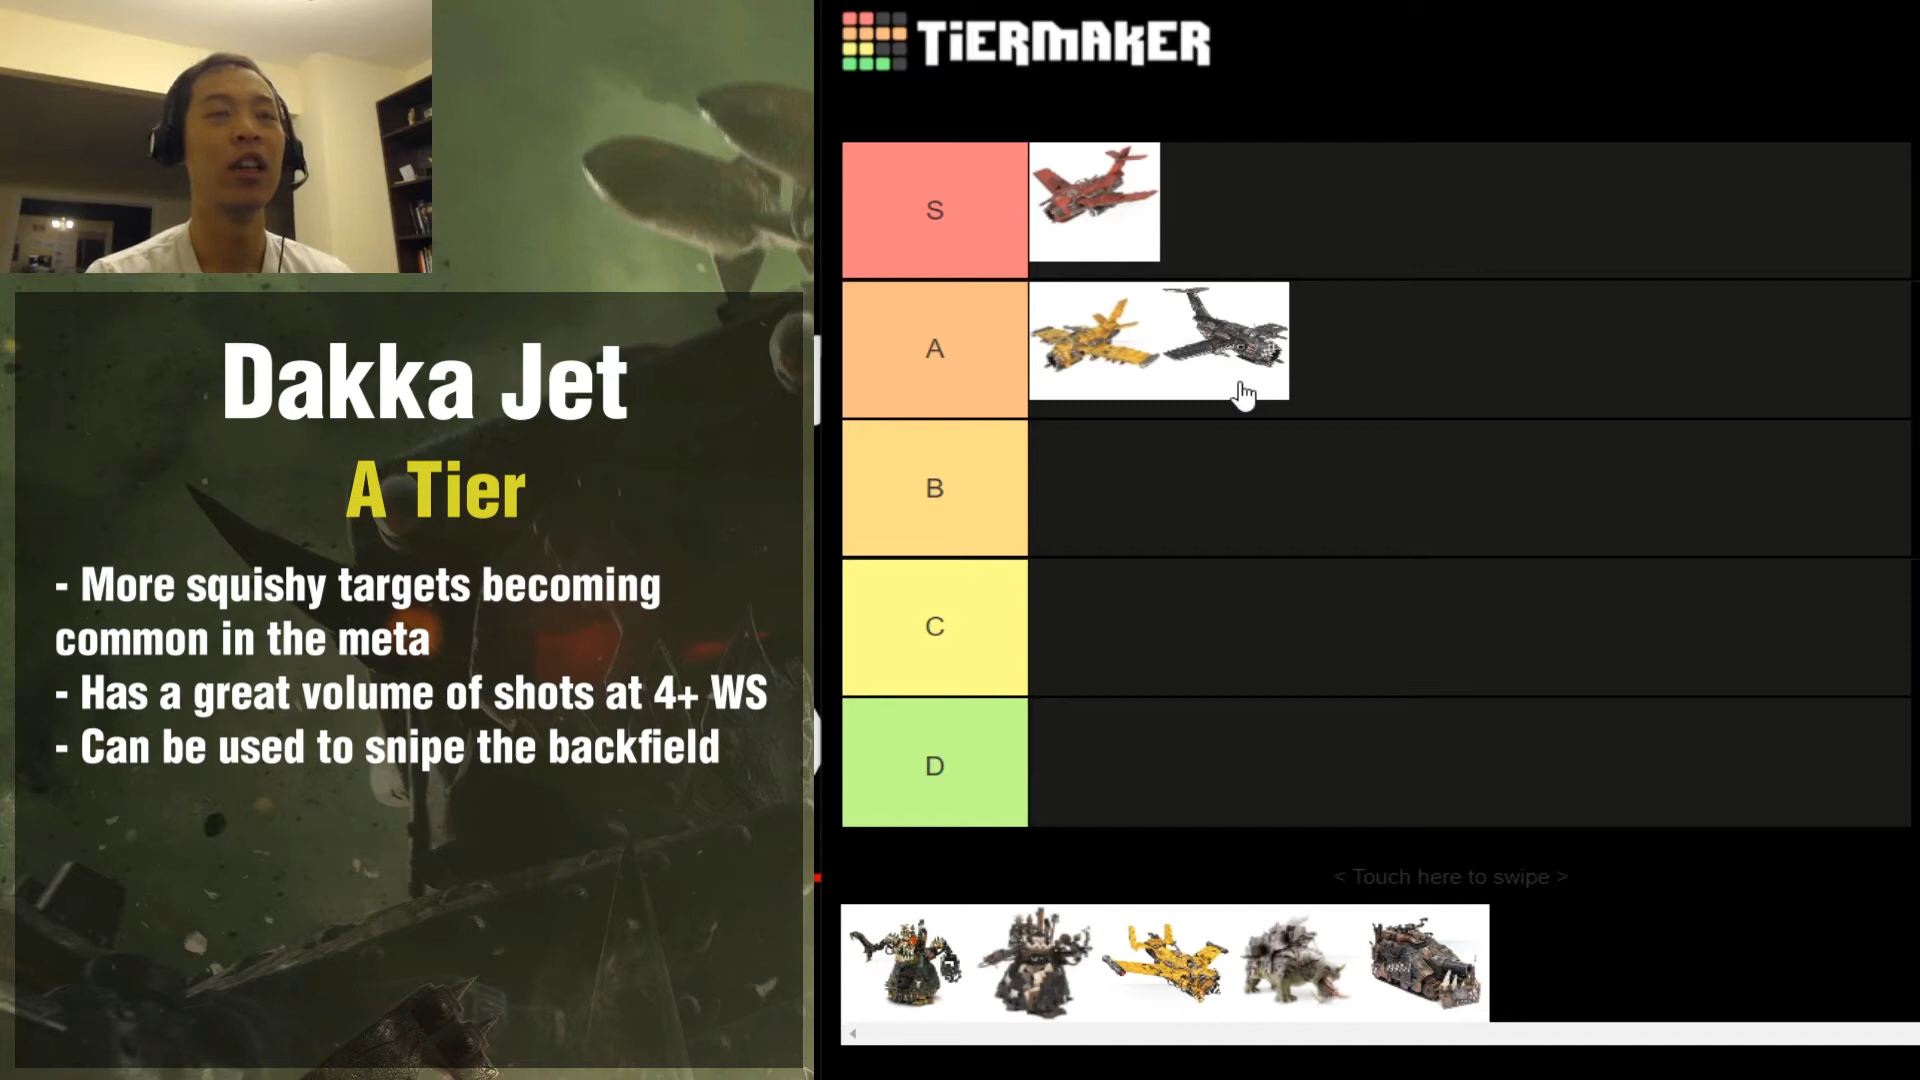 TiERMAKER
Dakka Jet
A Tier
- More squishy targets becoming
common in the meta
- Has a great volume of shots at 4+ WS
- Can be used to snipe the backfield
S
A
B
C
D
< Touch here to swipe >